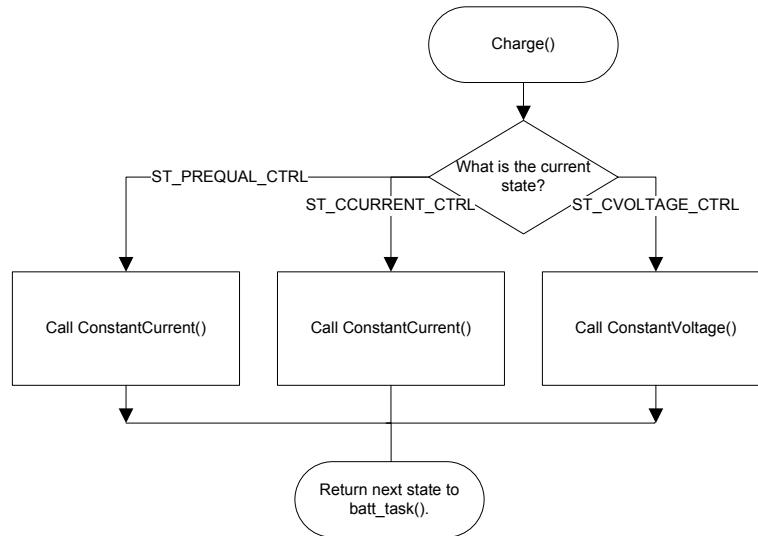 Charge()
What is the current
state?
ST_PREQUAL_CTRL
ST_CCURRENT_CTRL
ST_CVOLTAGE_CTRL
Call ConstantCurrent()
Call ConstantCurrent()
Call ConstantVoltage()
Return next state to
batt_task().